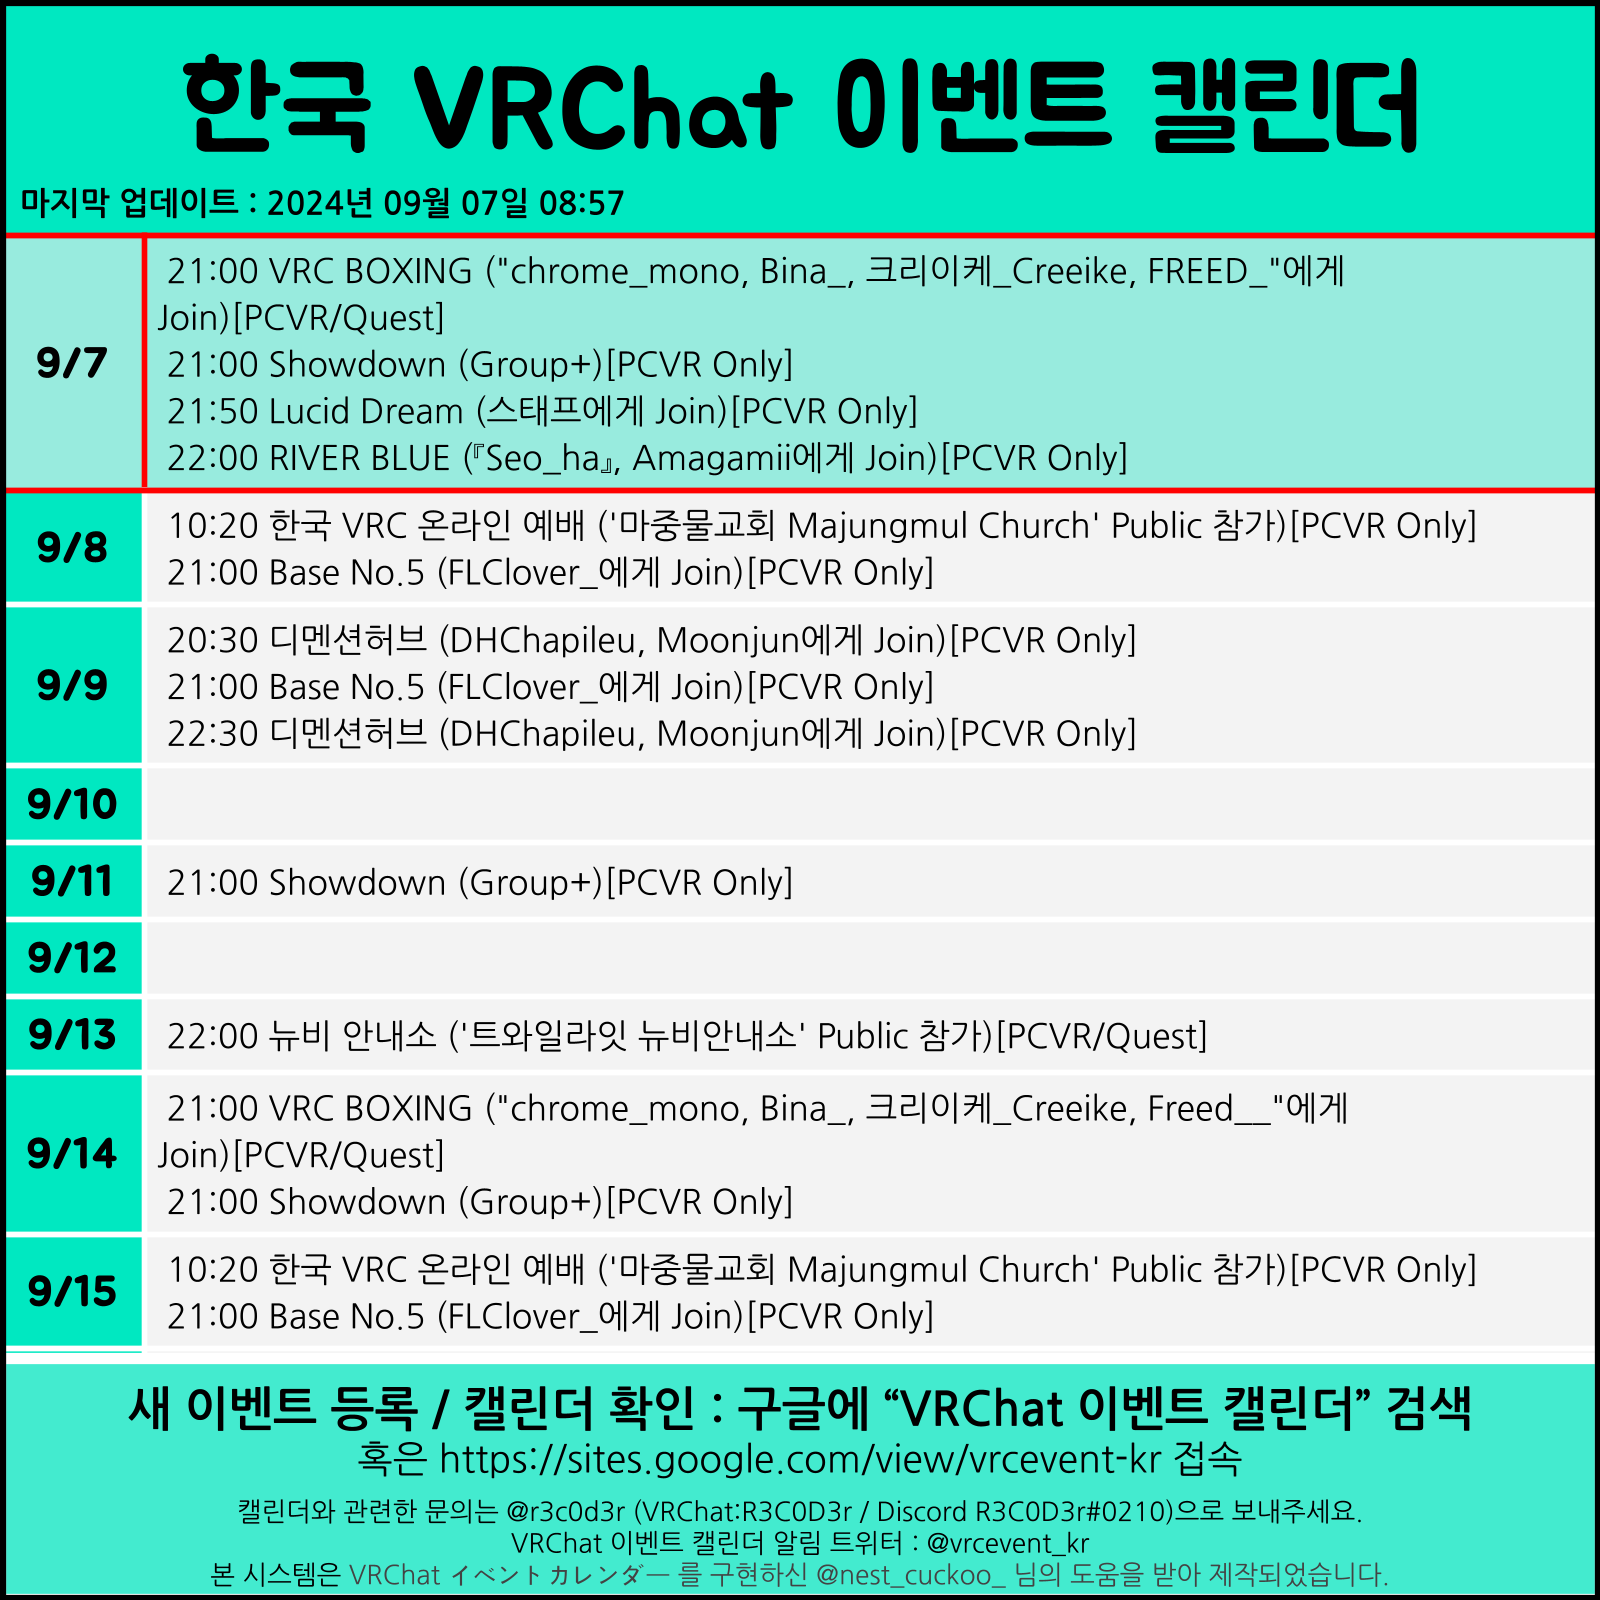 한국 VRChat 이벤트 캘린더
마지막 업데이트 : 2024년 09월 07일 08:57
9/7
21:00 VRC BOXING ("chrome_mono, Bina_, 크리이케_Creeike, FREED_"에게
Join)[PCVR/Quest]
21:00 Showdown (Group+)[PCVR Only]
21:50 Lucid Dream (스태프에게 Join)[PCVR Only]
22:00 RIVER BLUE (『Seo_ha』, Amagamii에게 Join)[PCVR Only]
9/8
10:20 한국 VRC 온라인 예배 ('마중물교회 Majungmul Church' Public 참가)[PCVR Only]
21:00 Base No.5 (FLClover_에게 Join)[PCVR Only]
9/9
20:30 디멘션허브 (DHChapileu, Moonjun에게 Join)[PCVR Only]
21:00 Base No.5 (FLClover_에게 Join)[PCVR Only]
22:30 디멘션허브 (DHChapileu, Moonjun에게 Join)[PCVR Only]
9/10
9/11
21:00 Showdown (Group+)[PCVR Only]
9/12
9/13
22:00 뉴비 안내소 ('트와일라잇 뉴비안내소' Public 참가)[PCVR/Quest]
9/14
21:00 VRC BOXING ("chrome_mono, Bina_, 크리이케_Creeike, Freed__"에게
Join)[PCVR/Quest]
21:00 Showdown (Group+)[PCVR Only]
9/15
10:20 한국 VRC 온라인 예배 ('마중물교회 Majungmul Church' Public 참가)[PCVR Only]
21:00 Base No.5 (FLClover_에게 Join)[PCVR Only]
새 이벤트 등록 / 캘린더 확인 : 구글에 “VRChat 이벤트 캘린더” 검색
혹은 https://sites.google.com/view/vrcevent-kr 접속
캘린더와 관련한 문의는 @r3c0d3r (VRChat:R3C0D3r / Discord R3C0D3r#0210)으로 보내주세요.
VRChat 이벤트 캘린더 알림 트위터 : @vrcevent_kr
본 시스템은 VRChat イベントカレンダー 를 구현하신 @nest_cuckoo_ 님의 도움을 받아 제작되었습니다.